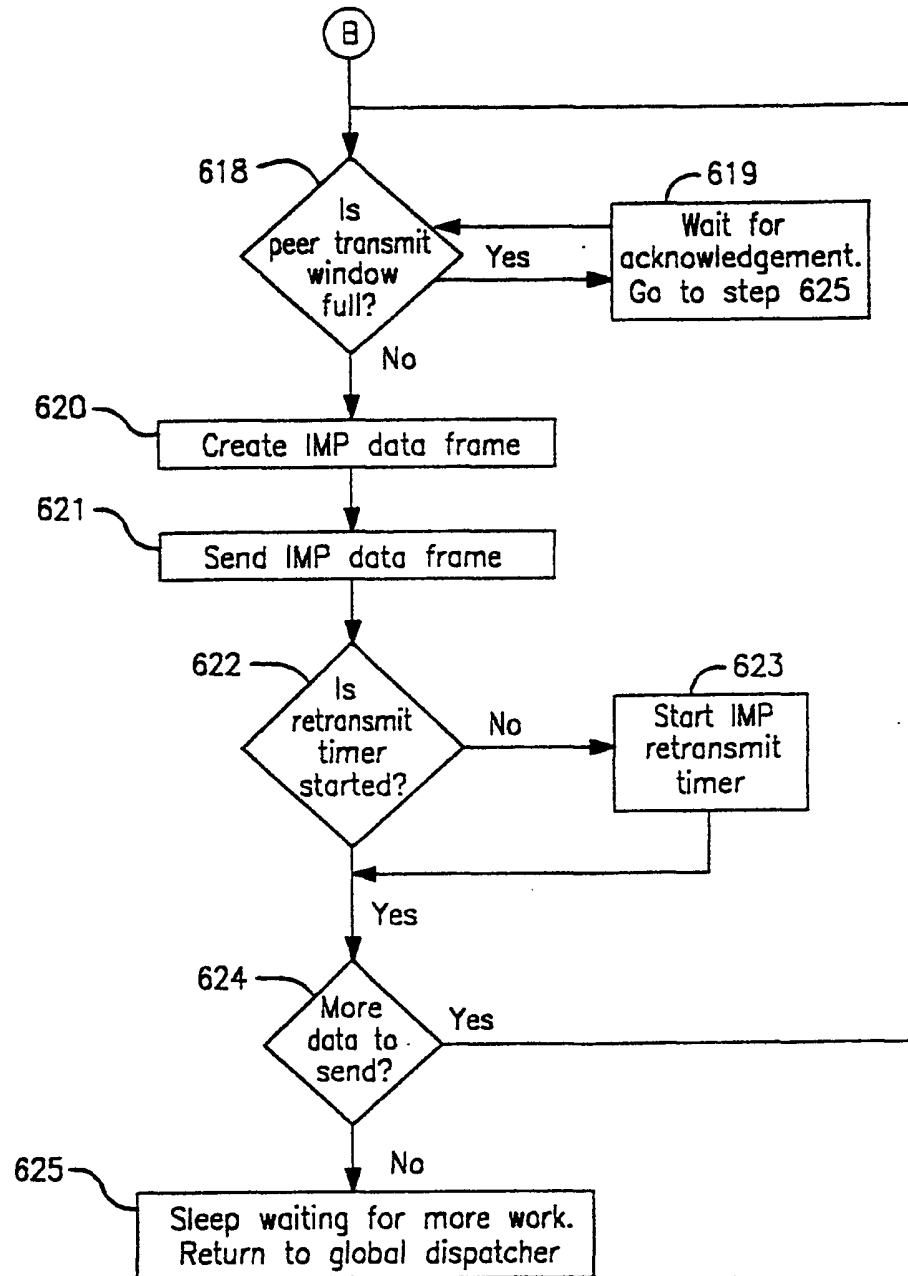 B
618
Is
peer transmit
window
full?
Yes
619
Wait for
acknowledgement.
Go to step 625
No
620
Create IMP data frame
621
Send IMP data frame
622
Is
retransmit
timer
started?
No
623
Start IMP
retransmit
timer
Yes
624
More
data to
send?
Yes
No
625
Sleep waiting for more work.
Return to global dispatcher